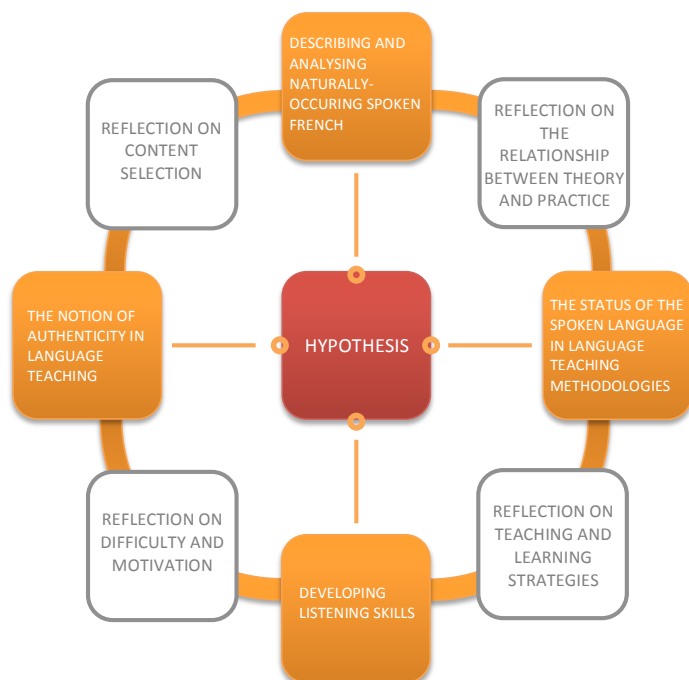 DESCRIBING AND
ANALYSING
NATURALLY-
OCCURING SPOKEN
FRENCH
REFLECTION ON
CONTENT
SELECTION
REFLECTION ON
THE
RELATIONSHIP
BETWEEN THEORY
AND PRACTICE
THE NOTION OF
AUTHENTICITY IN
LANGUAGE
TEACHING
HYPOTHESIS
THE STATUS OF THE
SPOKEN LANGUAGE
IN LANGUAGE
TEACHING
METHODOLOGIES
REFLECTION ON
DIFFICULTY AND
MOTIVATION
REFLECTION ON
TEACHING AND
LEARNING
STRATEGIES
DEVELOPING
LISTENING SKILLS